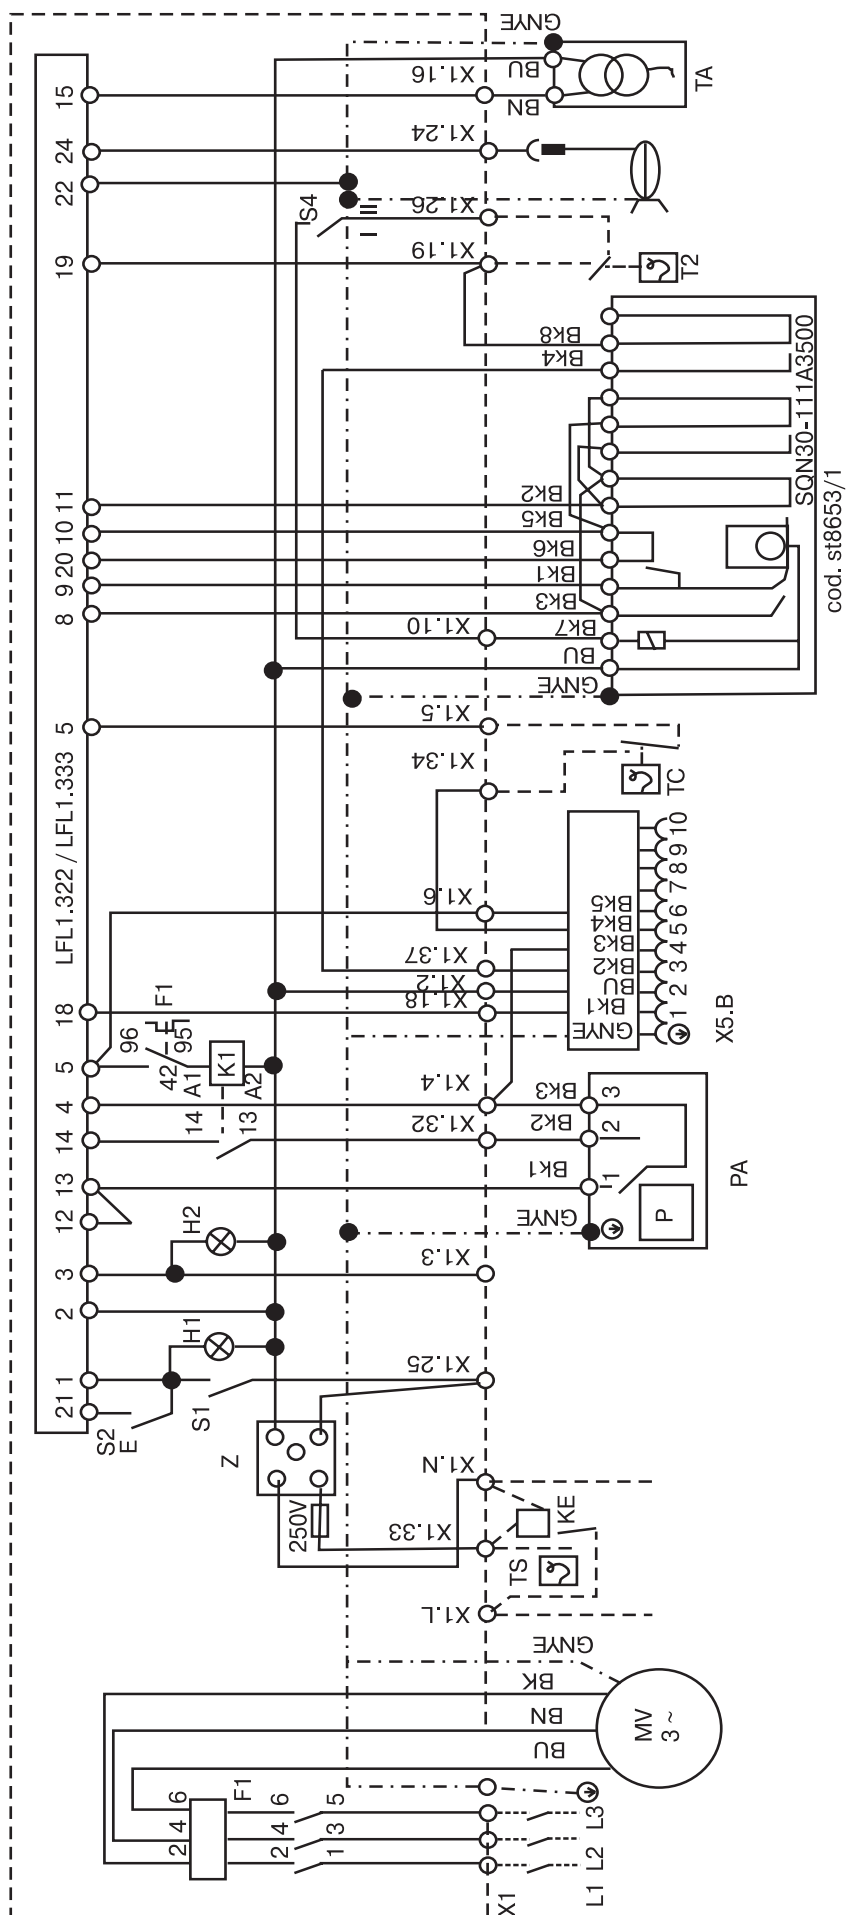 GNYE
BU
X1.16
BN
TA
15
X1.24
24
22
S4
X1.26
X1.19
19
T2
Bk8
Bk4
SQN30-111A3500
cod. st8653/1
11
Bk2
10
Bk5
20
Bk6
9
Bk1
8
Bk3
X1.10
Bk7
BU
GNYE
5
X1.5
X1.34
TC
LFL1.322 / LFL1.333
X1.6
Bk5
Bk4
Bk3
Bk2
BU
Bk1
GNYE
10
9
8
7
6
5
4
3
2
1
X5.B
X1.37
X1.2
X1.18
18
F1
96
95
5
42
A1
K1
A2
X1.4
4
Bk3
3
14
13
X1.32
14
Bk2
2
13
Bk1
1
PA
12
H2
GNYE
P
3
X1.3
2
H1
1
X1.25
21
S2
E
S1
Z
X1.N
250V
X1.33
KE
TS
X1.L
GNYE
BK
BN
BU
MV
3 ~
6
4
2
F1
6
5
4
3
2
1
L3
L2
L1
X1